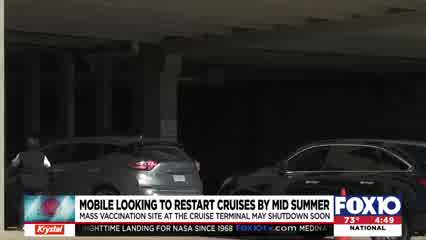 MOBILE LOOKING TO RESTART CRUISES BY MID SUMMER
MASS VACCINATION SITE AT THE CRUISE TERMINAL MAY SHUTDOWN SOON
FOX10
73° 4:49
Krystal
HTTIME LANDING FOR NASA SINCE 1968 FOX10TV.COM MEDINA
NATIONAL